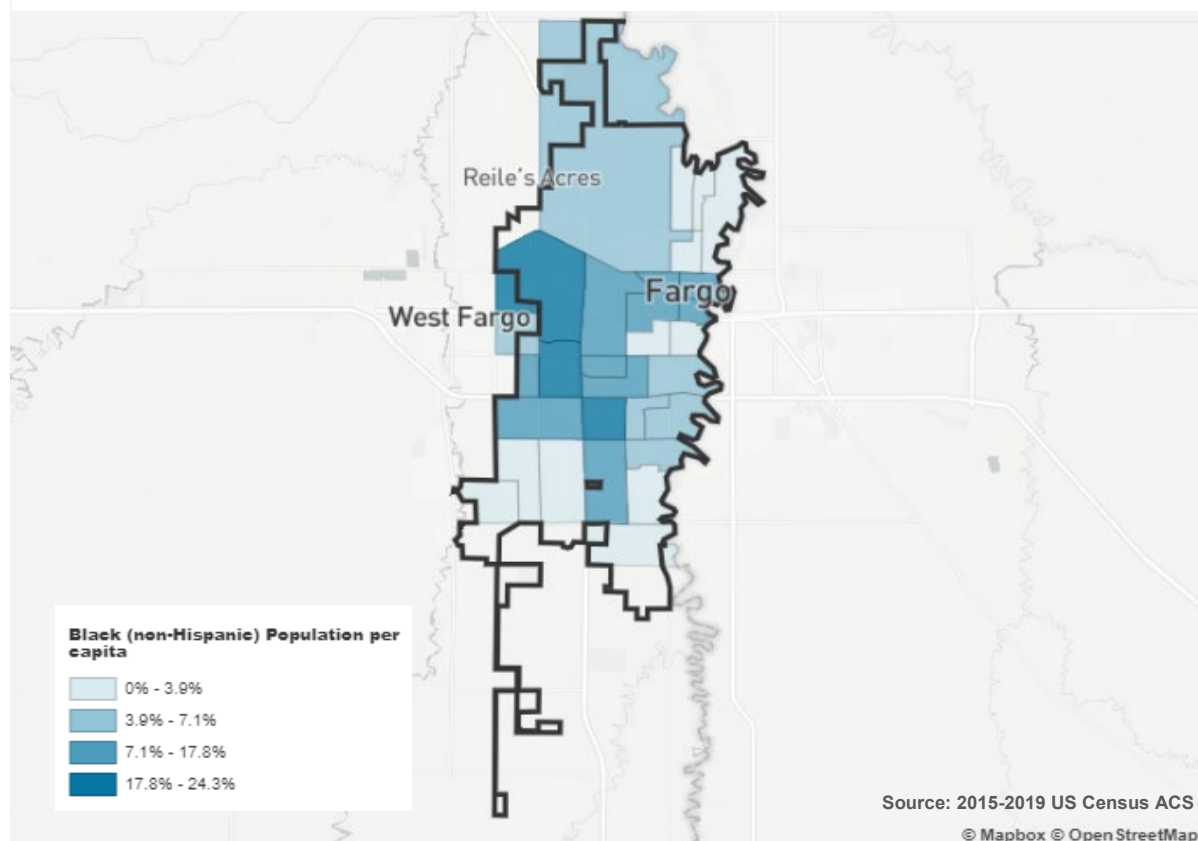 Reile's Acres
Fargo
West Fargo
Black (non-Hispanic) Population per
capita
0% - 3.9%
3.9% - 7.1%
7.1% - 17.8%
17.8% - 24.3%
Source: 2015-2019 US Census ACS
© Mapbox © OpenStreetMap